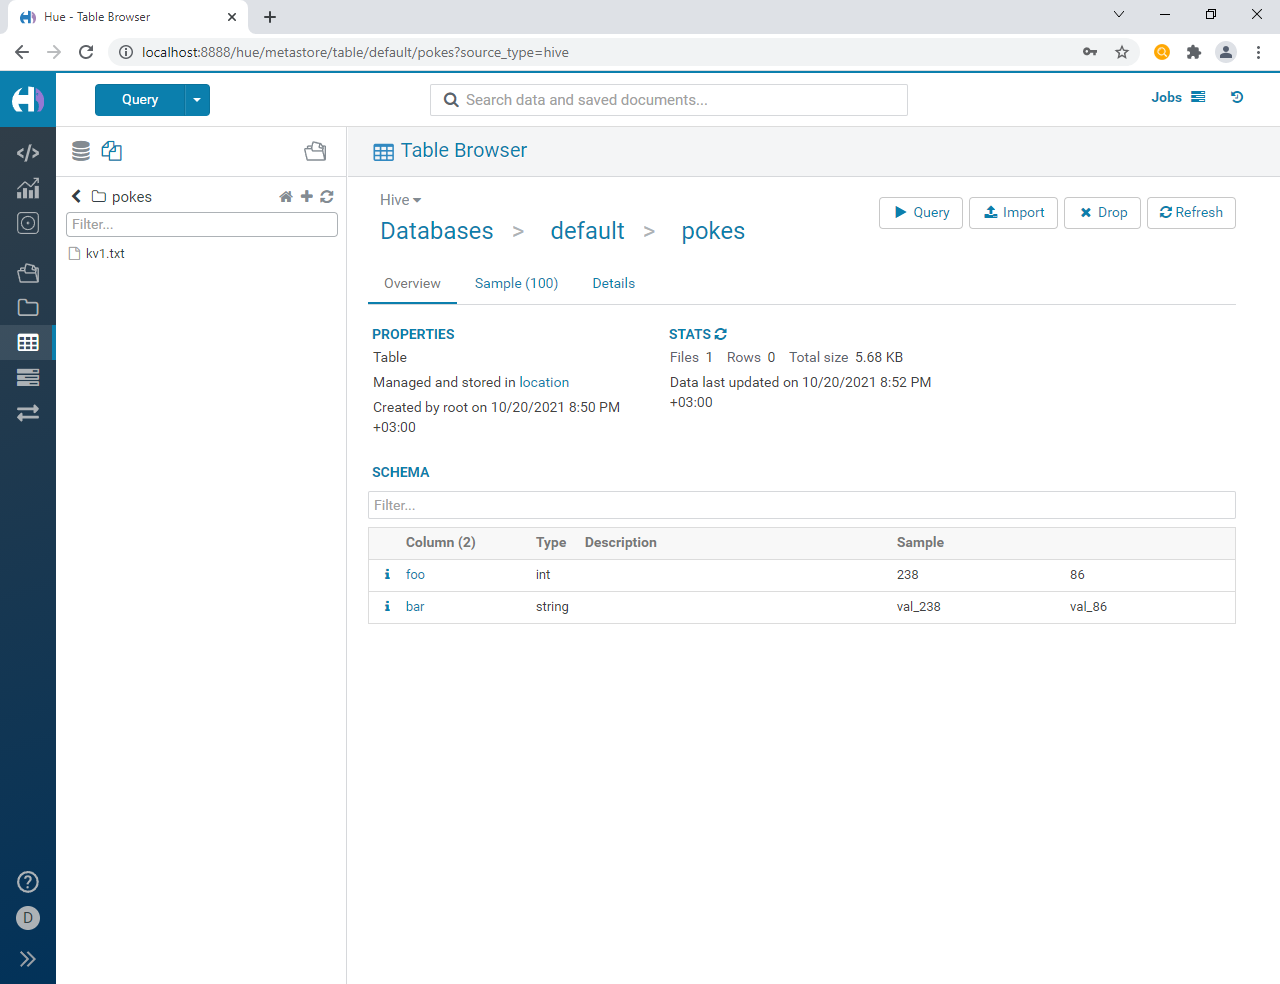 Hue - Table Browser
localhost:8888/hue/metastore/table/default/pokes?source_type=hive
Query
Search data and saved documents...
Jobs
Table Browser
pokes
Filter...
kv1.txt
Hive
Databases > default > pokes
Query Import Drop Refresh
Overview Sample (100) Details
PROPERTIES
Table
Managed and stored in location
Created by root on 10/20/2021 8:50 PM
+03:00
STATS
Files 1 Rows 0 Total size 5.68 KB
Data last updated on 10/20/2021 8:52 PM
+03:00
SCHEMA
Filter...
Column (2) Type Description Sample
i foo int 238 86
i bar string val_238 val_86
?
D